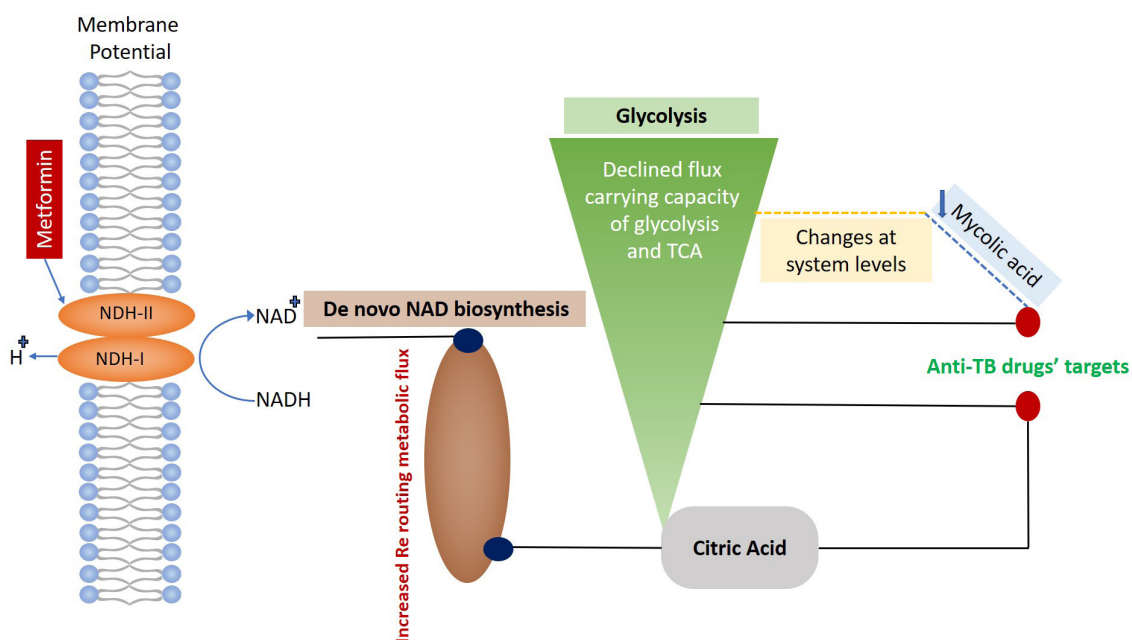 Membrane
Potential
Metformin
NDH-II
NDH-I
H+
NAD+
NADH
De novo NAD biosynthesis
Increased Re routing metabolic flux
Glycolysis
Declined flux
carrying capacity
of glycolysis
and TCA
Changes at
system levels
Mycolic acid
Anti-TB drugs’ targets
Citric Acid